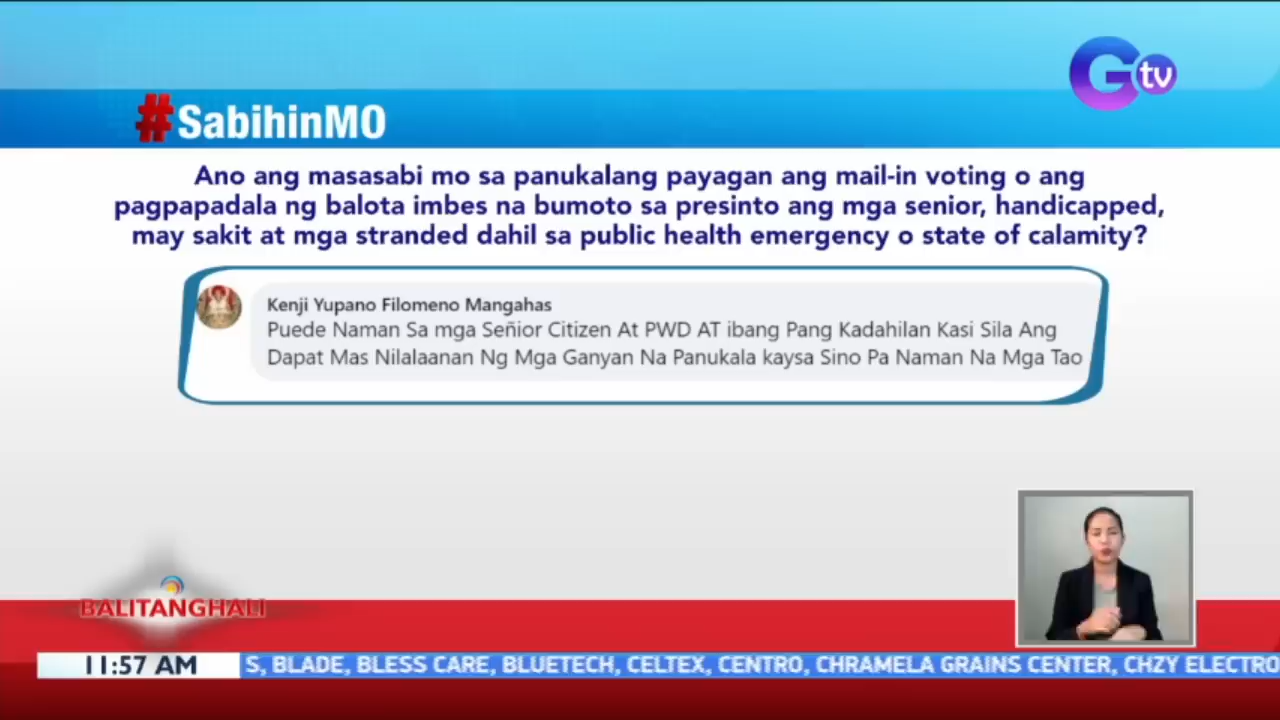 G tv
#SabihinMO
Ano ang masasabi mo sa panukalang payagan ang mail-in voting o ang
pagpapadala ng balota imbes na bumoto sa presinto ang mga senior, handicapped,
may sakit at mga stranded dahil sa public health emergency o state of calamity?
Kenji Yupano Filomeno Mangahas
Puede Naman Sa mga Señior Citizen At PWD AT ibang Pang Kadahilan Kasi Sila Ang
Dapat Mas Nilalaanan Ng Mga Ganyan Na Panukala kaysa Sino Pa Naman Na Mga Tao
BALITANGHALI
11:57 AM
S, BLADE, BLESS CARE, BLUETECH, CELTEX, CENTRO, CHRAMELA GRAINS CENTER, CHZY ELECTRO